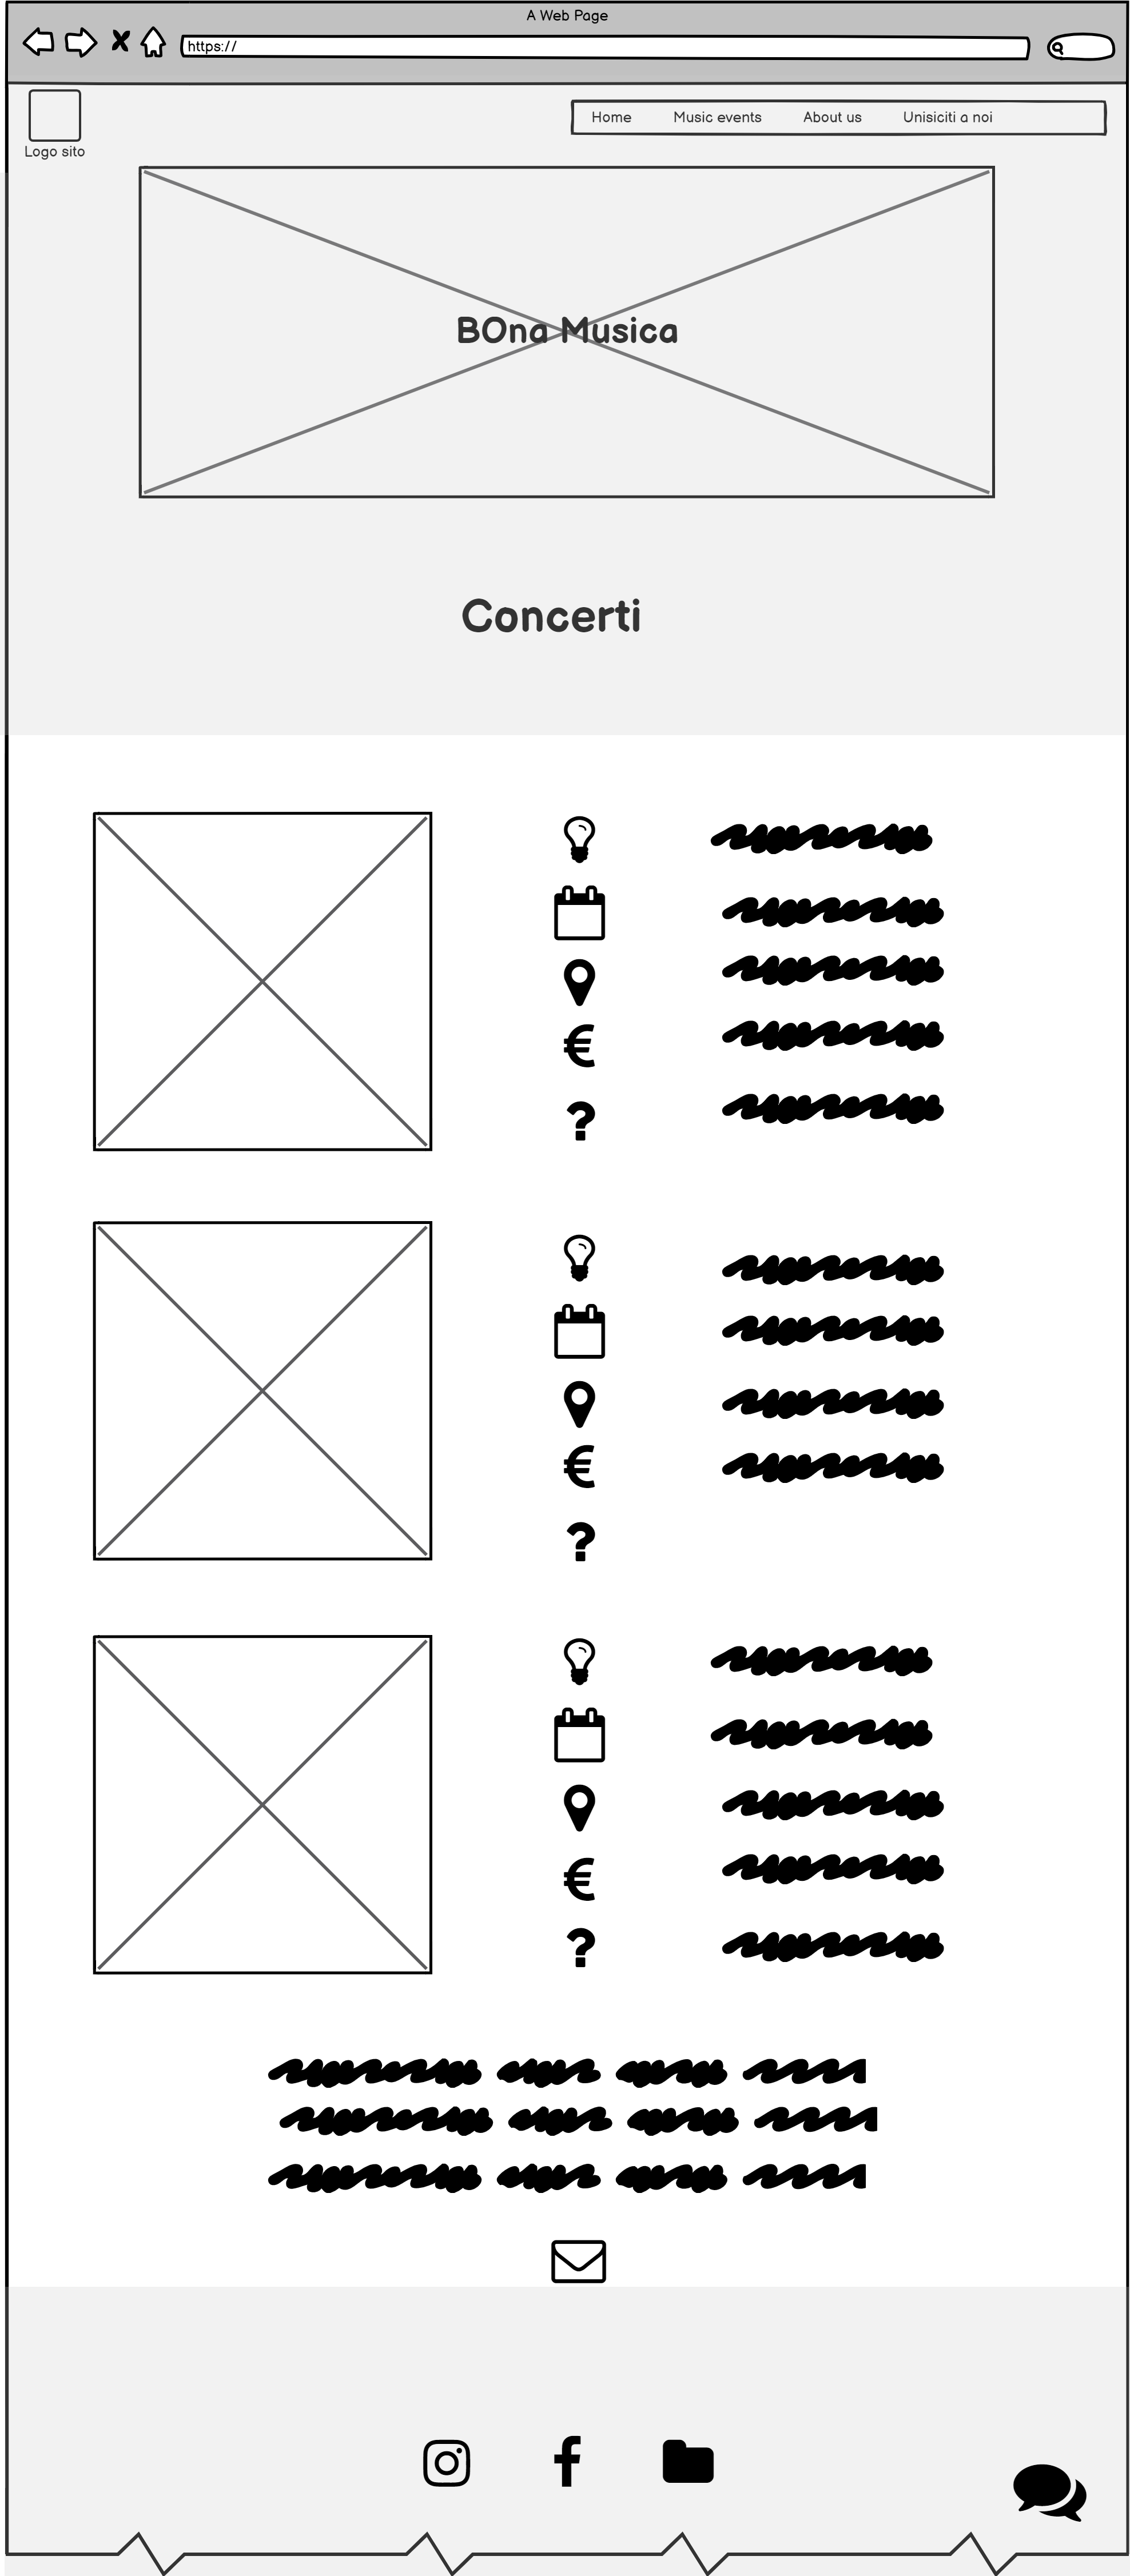 A Web Page
https://
Home Music events About us Unisiciti a noi
Logo sito
BOna Musica
Concerti
€
?
€
?
€
?